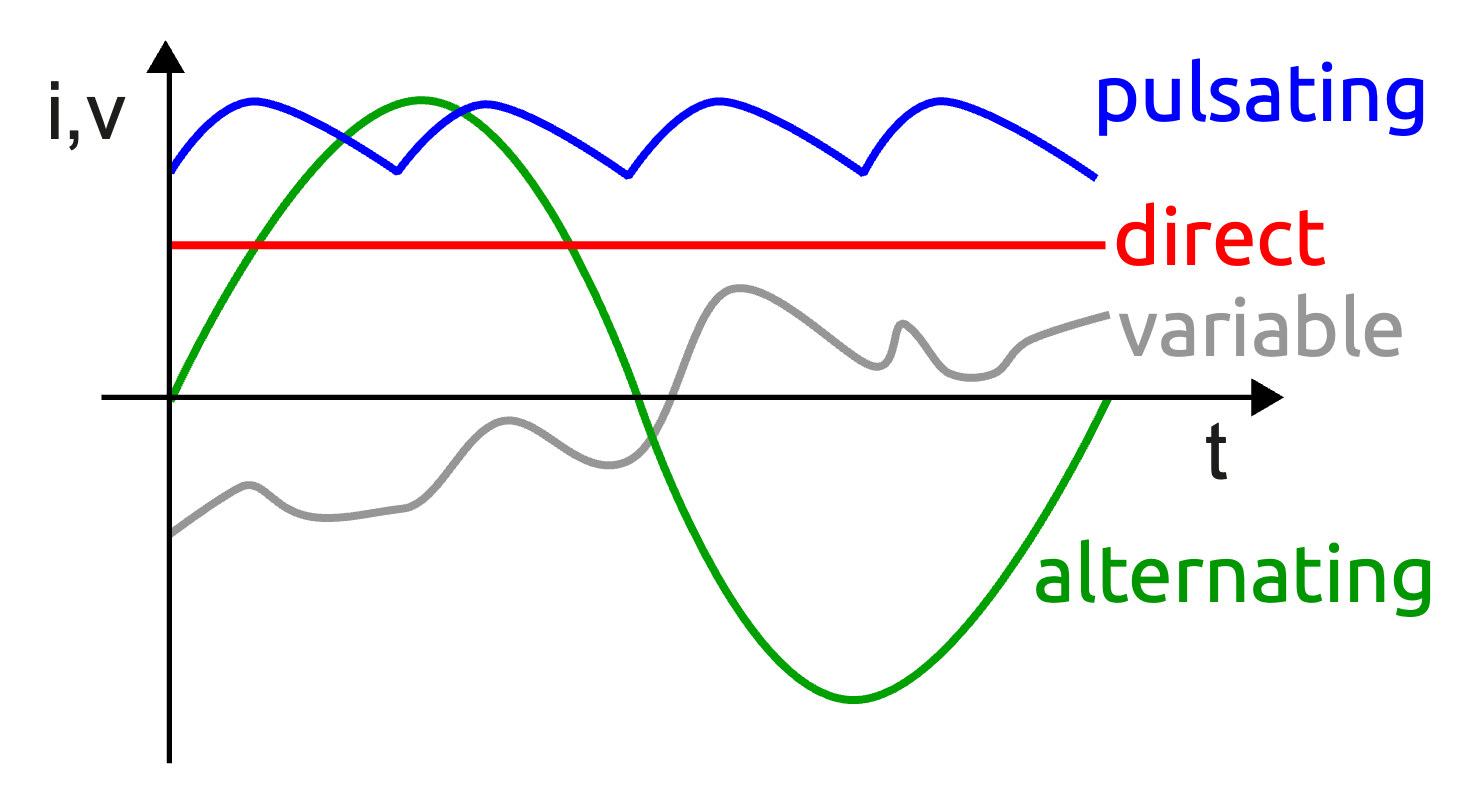 i,v
pulsating
direct
variable
t
alternating